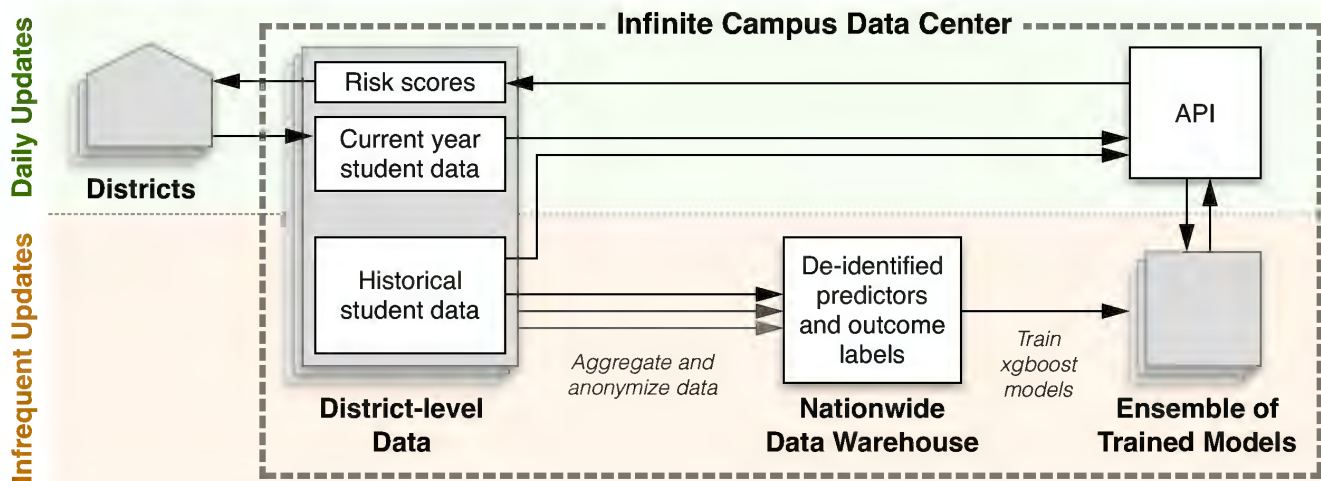 Infinite Campus Data Center
Daily Updates
Districts
Risk scores
Current year
student data
API
Infrequent Updates
Historical
student data
Aggregate and
anonymize data
De-identified
predictors
and outcome
labels
Train
xgboost
models
District-level
Data
Nationwide
Data Warehouse
Ensemble of
Trained Models